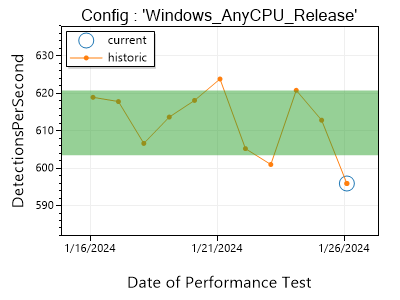 Config : 'Windows_AnyCPU_Release'
current
historic
DetectionsPerSecond
630
620
610
600
590
1/16/2024
1/21/2024
1/26/2024
Date of Performance Test